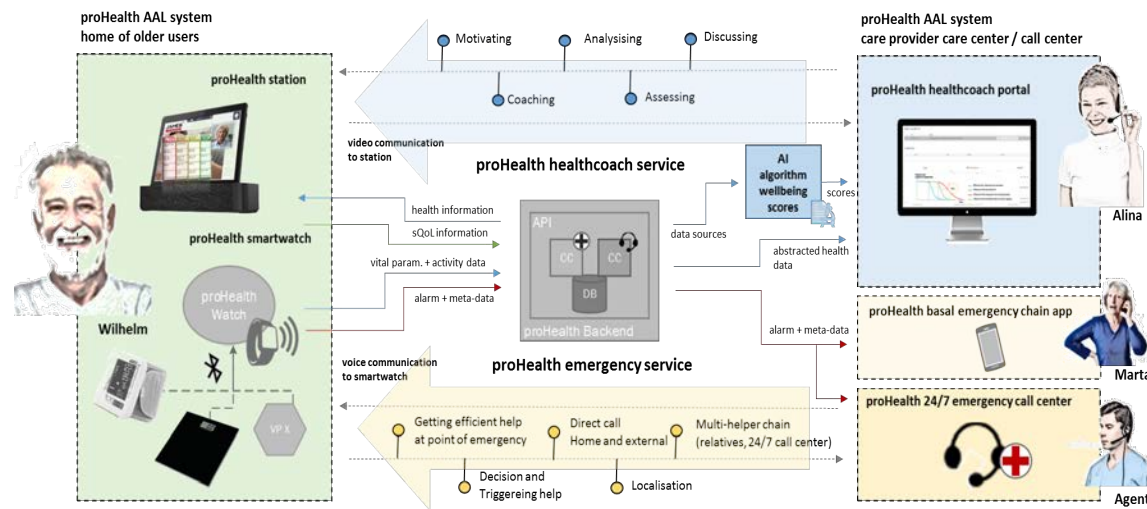 proHealth AAL system
home of older users
proHealth station
proHealth smartwatch
proHealth
Watch
Wilhelm
VP X
Motivating
Analysising
Discussing
Coaching
Assessing
video communication
to station
proHealth healthcoach service
health information
sQoL information
vital param. + activity data
alarm + meta-data
API
CC
CC
DB
proHealth Backend
AI
algorithm
wellbeing
scores
scores
data sources
abstracted health
data
alarm + meta-data
voice communication
to smartwatch
proHealth emergency service
Getting efficient help
at point of emergency
Direct call
Home and external
Multi-helper chain
(relatives, 24/7 call center)
Decision and
Triggereing help
Localisation
proHealth AAL system
care provider care center / call center
proHealth healthcoach portal
Alina
proHealth basal emergency chain app
Marta
proHealth 24/7 emergency call center
Agent